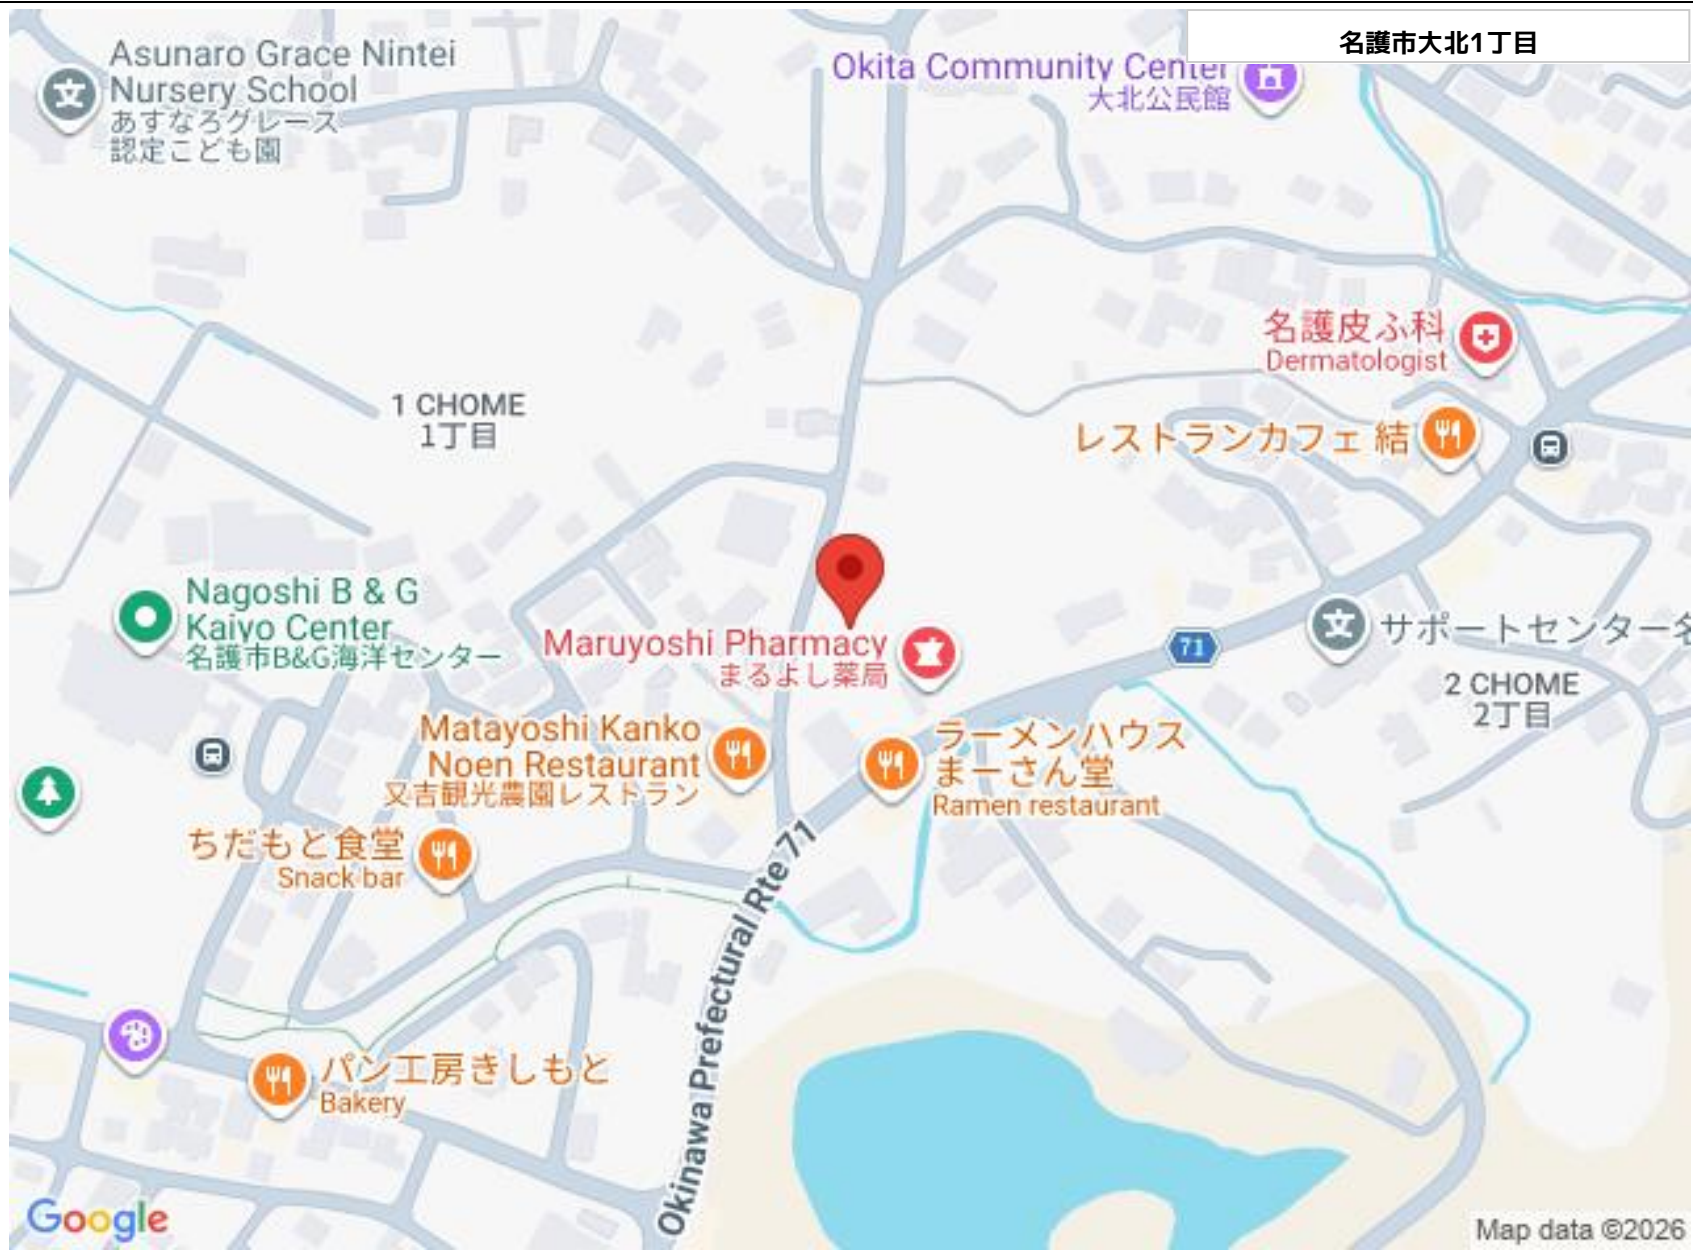 名護市大北1丁目
Asunaro Grace Nintei
Nursery School
あすなろグレース
認定こども園
Okita Community Center
大北公民館
名護皮ふ科
Dermatologist
1 CHOME
1丁目
レストランカフェ 結
Nagoshi B & G
Kaiyo Center
名護市B&G海洋センター
Maruyoshi Pharmacy
まるよし薬局
71
サポートセンター名
2 CHOME
2丁目
Matayoshi Kanko
Noen Restaurant
又吉観光農園レストラン
ラーメンハウス
まーさん堂
Ramen restaurant
ちだもと食堂
Snack bar
Okinawa Prefectural Rte 71
パン工房きしもと
Bakery
Google
Map data ©2026